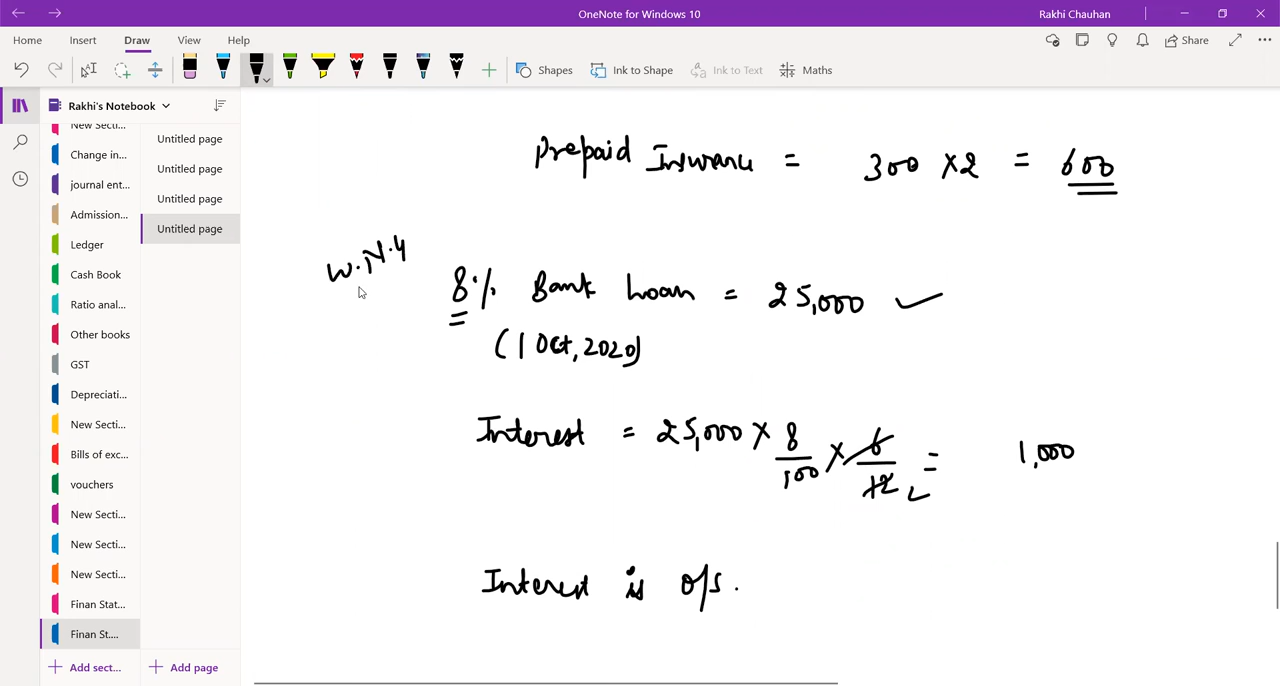 OneNote for Windows 10
Rakhi Chauhan
Home Insert Draw View Help
Share
Shapes Ink to Shape Ink to Text Maths
Rakhi's Notebook
New Secti...
Change in...
journal ent...
Admission...
Ledger
Cash Book
Ratio anal...
Other books
GST
Depreciati...
New Secti...
Bills of exc...
vouchers
New Secti...
New Secti...
New Secti...
Finan Stat...
Finan St....
Add sect...
Untitled page
Untitled page
Untitled page
Untitled page
Add page
Prepaid Insurance = 300 × 2 = 600
W.N.4
8% Bank Loan = 25,000 ✓
(1 Oct, 2020)
Interest = 25,000 × 8/100 × 6/12 = 1,000
Interest is o/s.